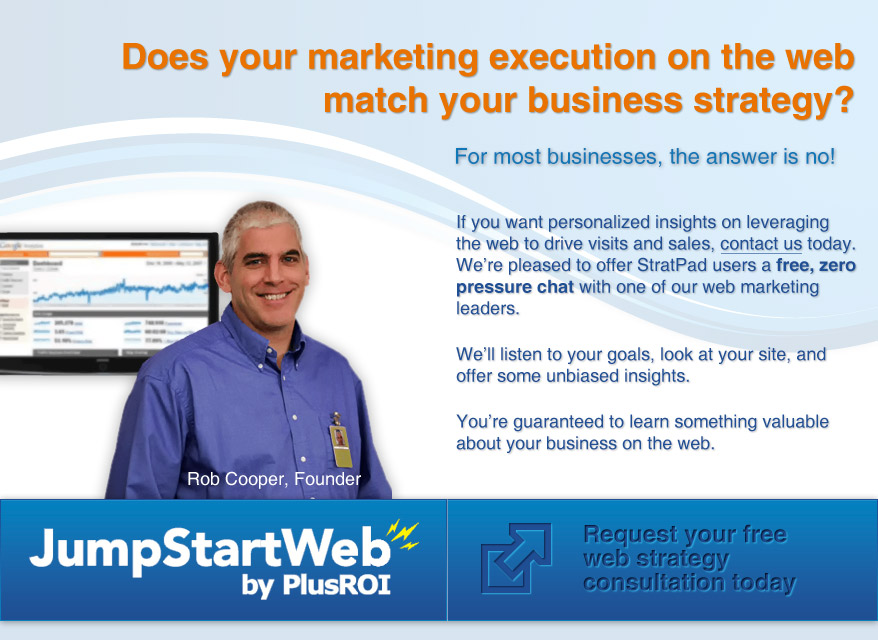 Does your marketing execution on the web
match your business strategy?
For most businesses, the answer is no!
If you want personalized insights on leveraging
the web to drive visits and sales, contact us today.
We're pleased to offer StratPad users a free, zero
pressure chat with one of our web marketing
leaders.
We'll listen to your goals, look at your site, and
offer some unbiased insights.
You're guaranteed to learn something valuable
about your business on the web.
Dashboard
Rob Cooper, Founder
JumpStartWeb
by PlusROI
Request your free
web strategy
consultation today